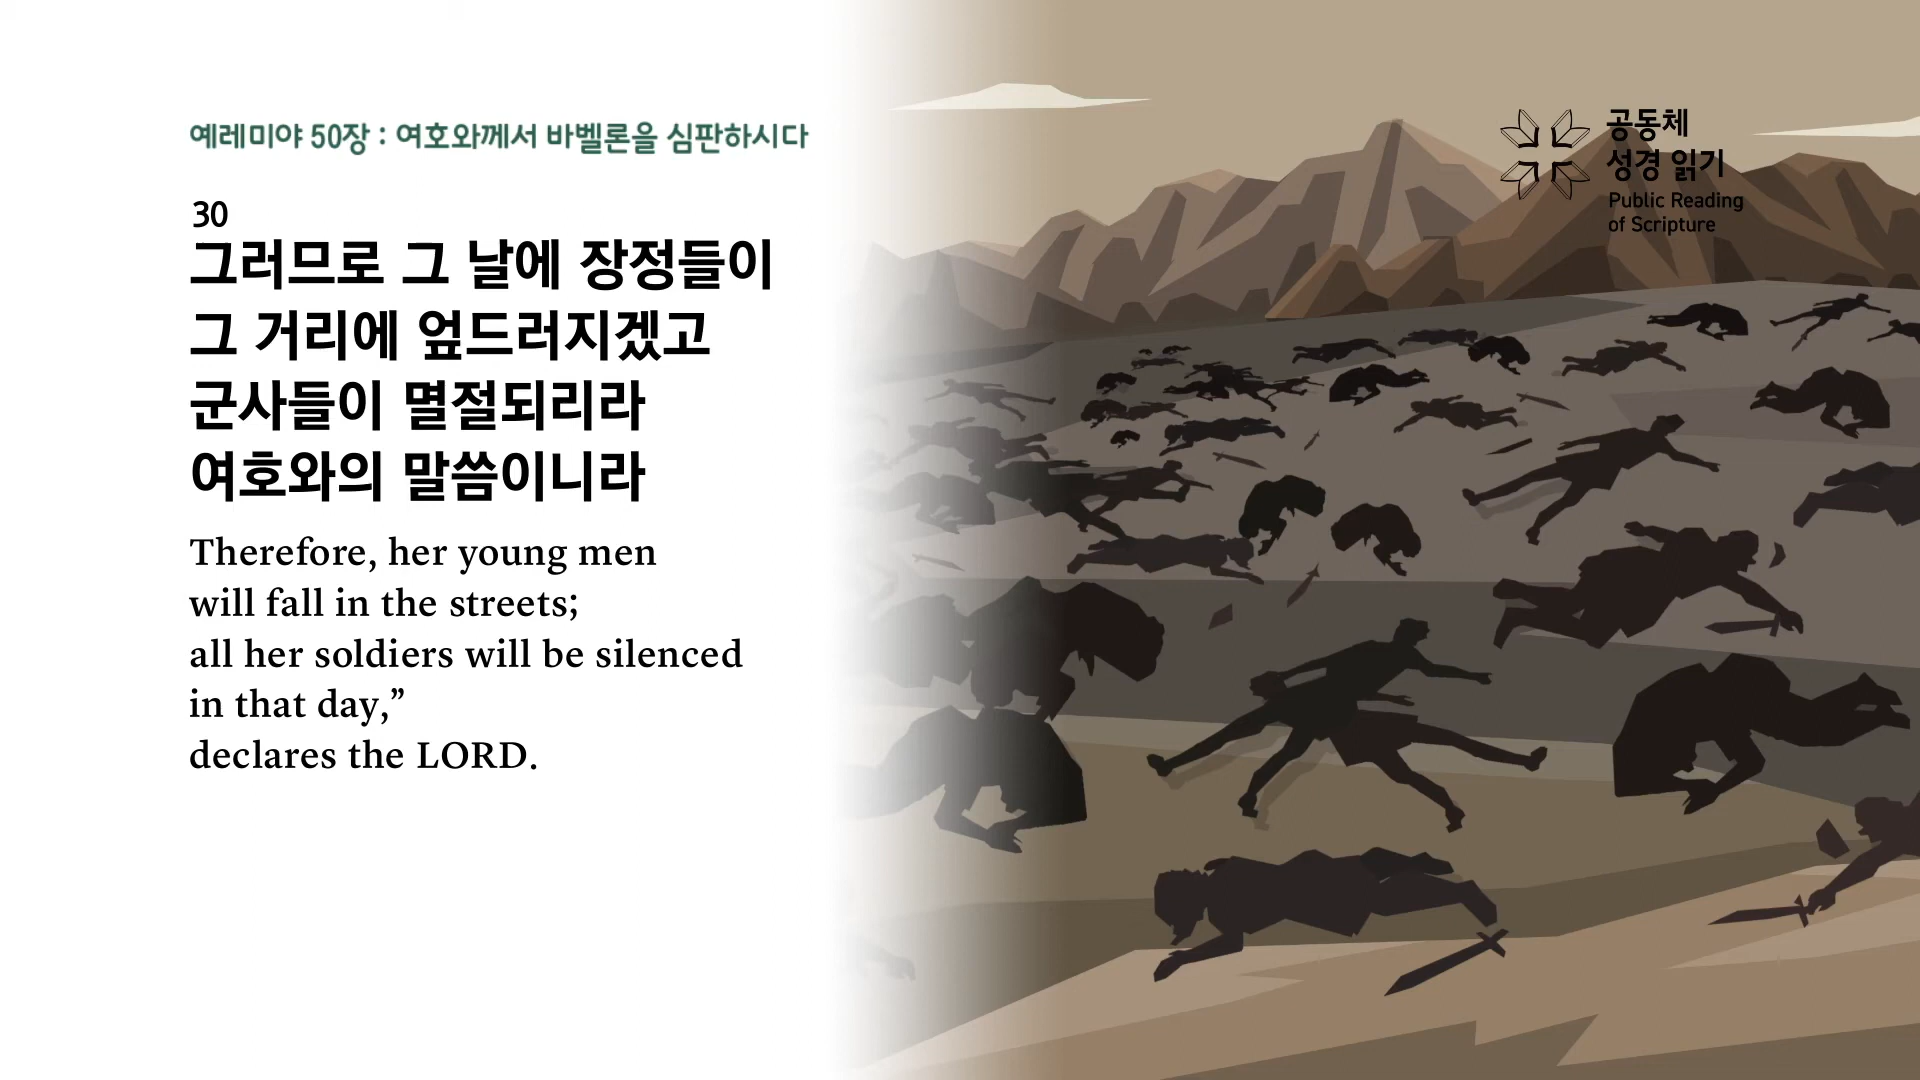 예레미야 50장 : 여호와께서 바벨론을 심판하시다
30
그러므로 그 날에 장정들이
그 거리에 엎드러지겠고
군사들이 멸절되리라
여호와의 말씀이니라
Therefore, her young men
will fall in the streets;
all her soldiers will be silenced
in that day,”
declares the LORD.
공동체
성경 읽기
Public Reading
of Scripture